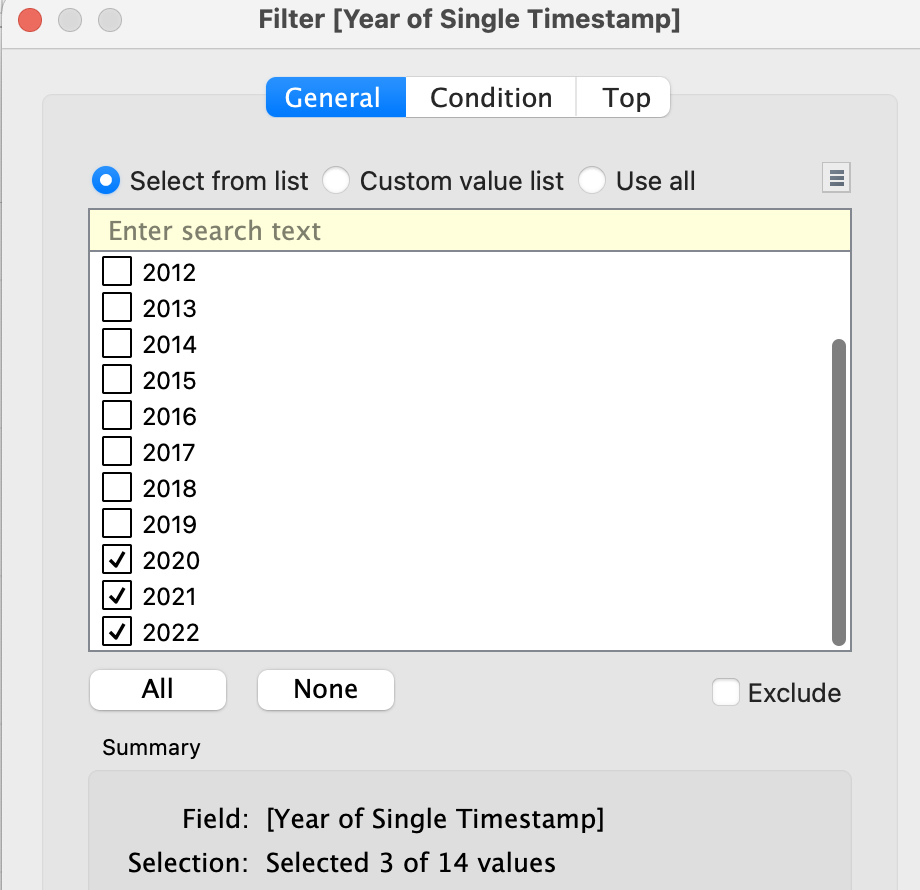 Filter [Year of Single Timestamp]
General Condition Top
Select from list Custom value list Use all
Enter search text
2012
2013
2014
2015
2016
2017
2018
2019
2020
2021
2022
All None Exclude
Summary
Field: [Year of Single Timestamp]
Selection: Selected 3 of 14 values